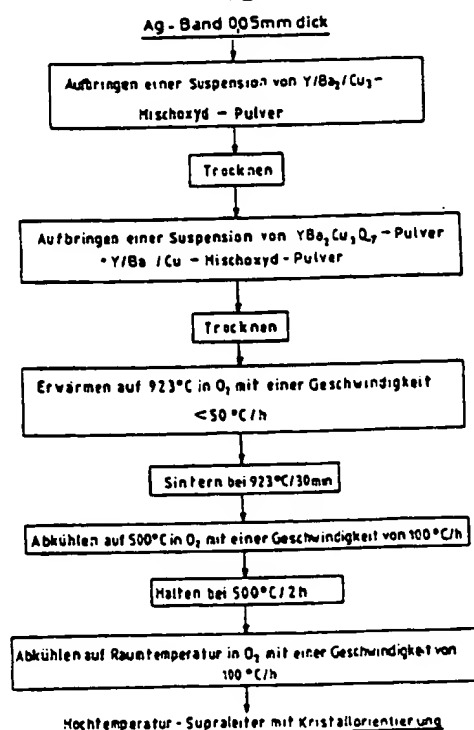 Ag - Band 0,05mm dick
Aufbringen einer Suspension von Y/Ba₂/Cu₃ -
Mischoxyd - Pulver
Trocknen
Aufbringen einer Suspension von YBa₂Cu₃O₇ - Pulver
+ Y/Ba /Cu - Mischoxyd - Pulver
Trocknen
Erwärmen auf 923°C in O₂ mit einer Geschwindigkeit
<50 °C/h
Sintern bei 923°C/30min
Abkühlen auf 500°C in O₂ mit einer Geschwindigkeit von 100°C/h
Halten bei 500°C/2h
Abkühlen auf Raumtemperatur in O₂ mit einer Geschwindigkeit von
100 °C/h
Hochtemperatur - Supraleiter mit Kristallorientierung